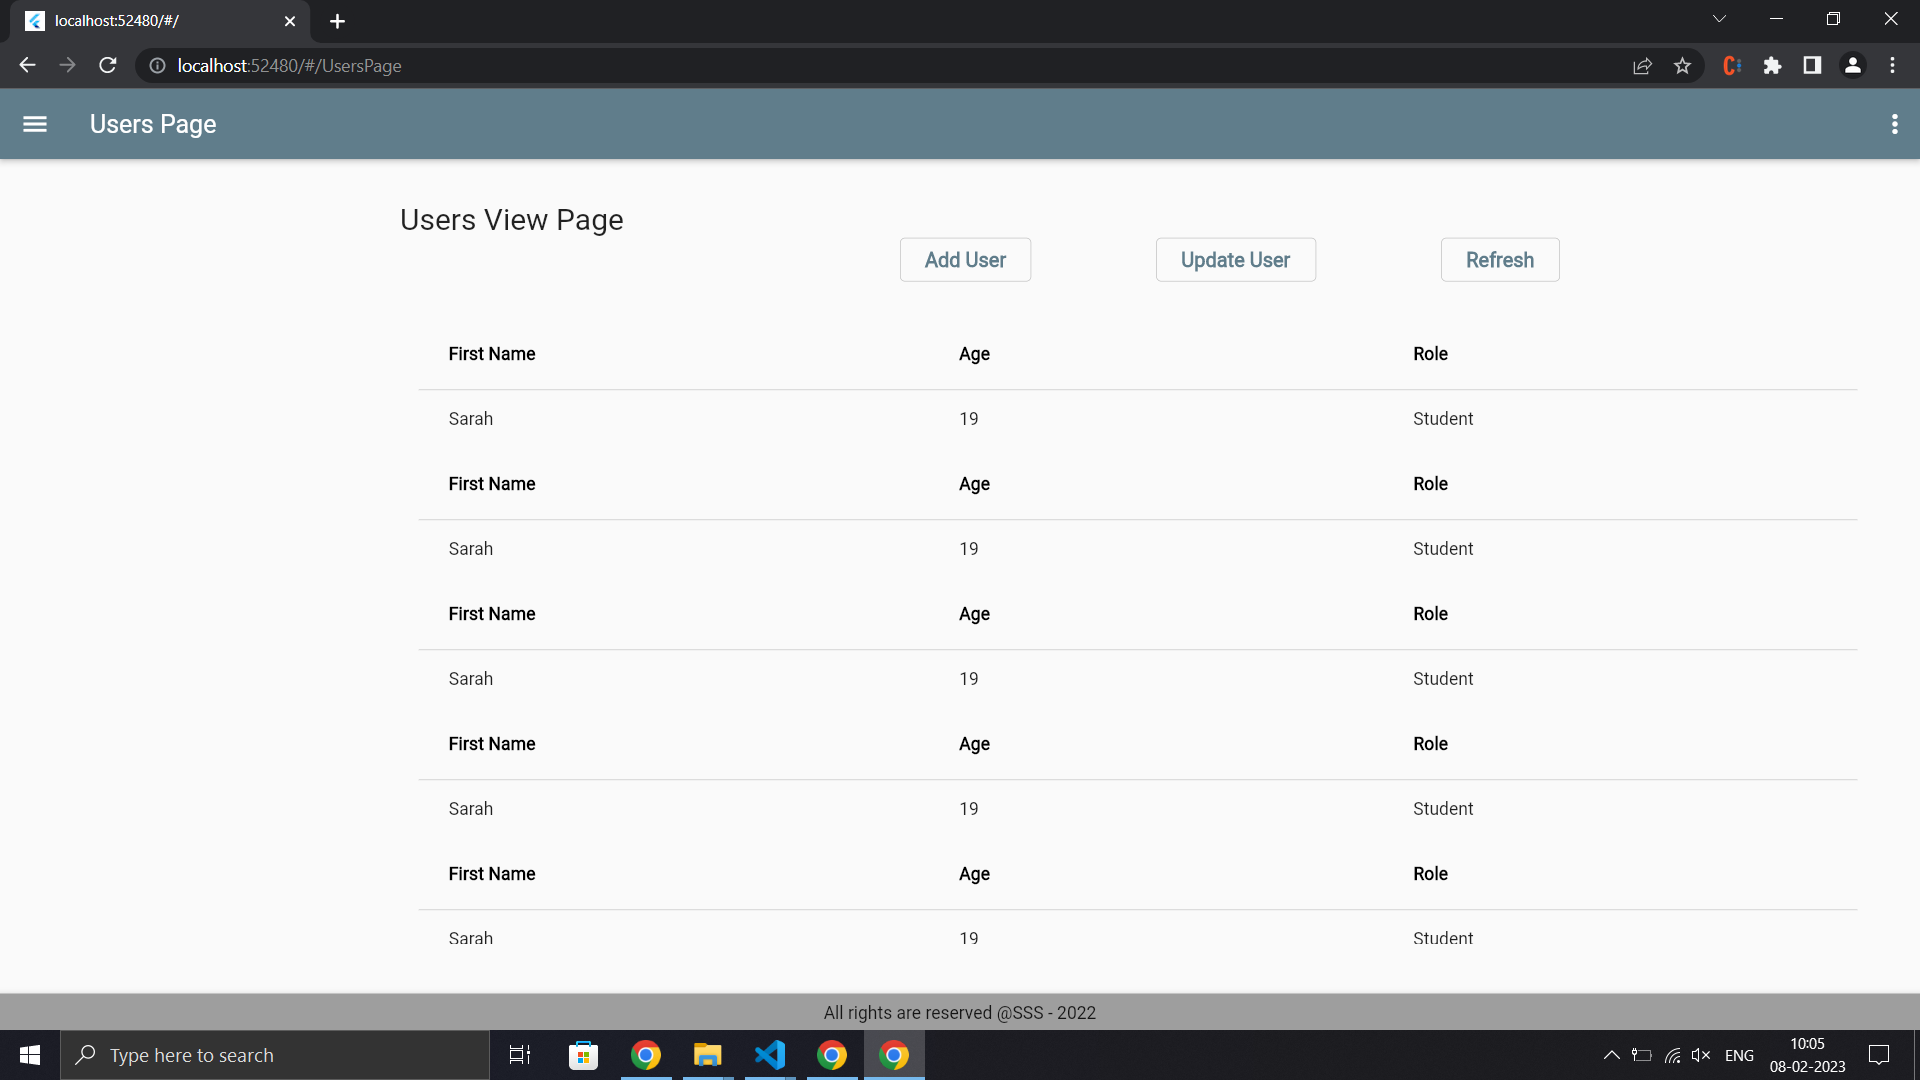 localhost:52480/#/
localhost:52480/#/UsersPage
Users Page
Users View Page
Add User
Update User
Refresh
First Name Age Role
Sarah 19 Student
First Name Age Role
Sarah 19 Student
First Name Age Role
Sarah 19 Student
First Name Age Role
Sarah 19 Student
First Name Age Role
Sarah 19 Student
All rights are reserved @SSS - 2022
Type here to search
ENG
10:05
08-02-2023